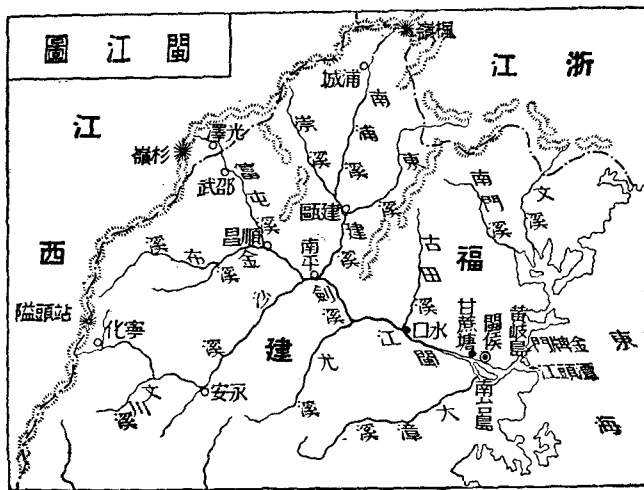 閩江圖
浙江
江西
福建
東海
楓嶺
浦城
南浦溪
崇溪
東溪
光澤
杉嶺
邵武
富屯溪
建甌
建溪
南門溪
文溪
古田溪
順昌
金溪
布溪
南平
劍溪
沙溪
站頭隘
寧化
文川溪
永安
尤溪
閩江
水口
甘蔗塘
閩侯
黃岐島
金牌門
潭頭江
南台島
大漳溪